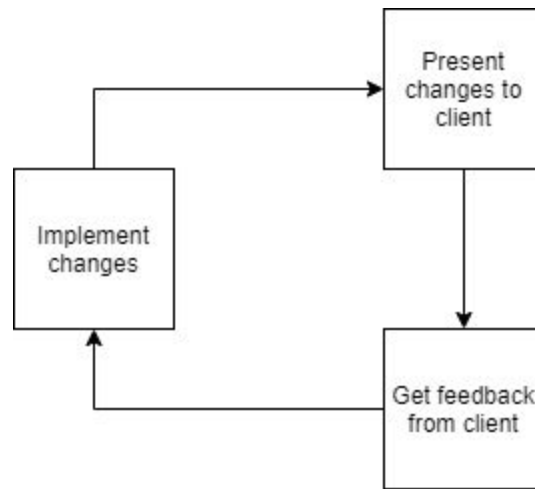 Present
changes to
client
Implement
changes
Get feedback
from client